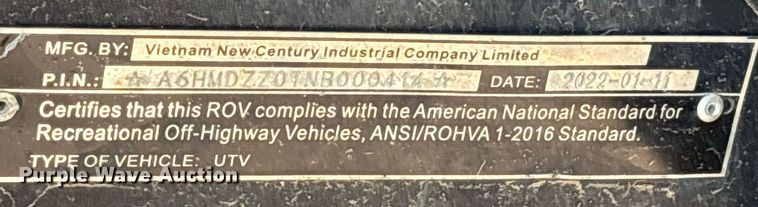 MFG. BY: Vietnam New Century Industrial Company Limited
P.I.N.: ☆ A6HMDZZ01NB000414 ☆ DATE: 2022-01-11
Certifies that this ROV complies with the American National Standard for
Recreational Off-Highway Vehicles, ANSI/ROHVA 1-2016 Standard.
TYPE OF VEHICLE: UTV
Purple Wave Auction